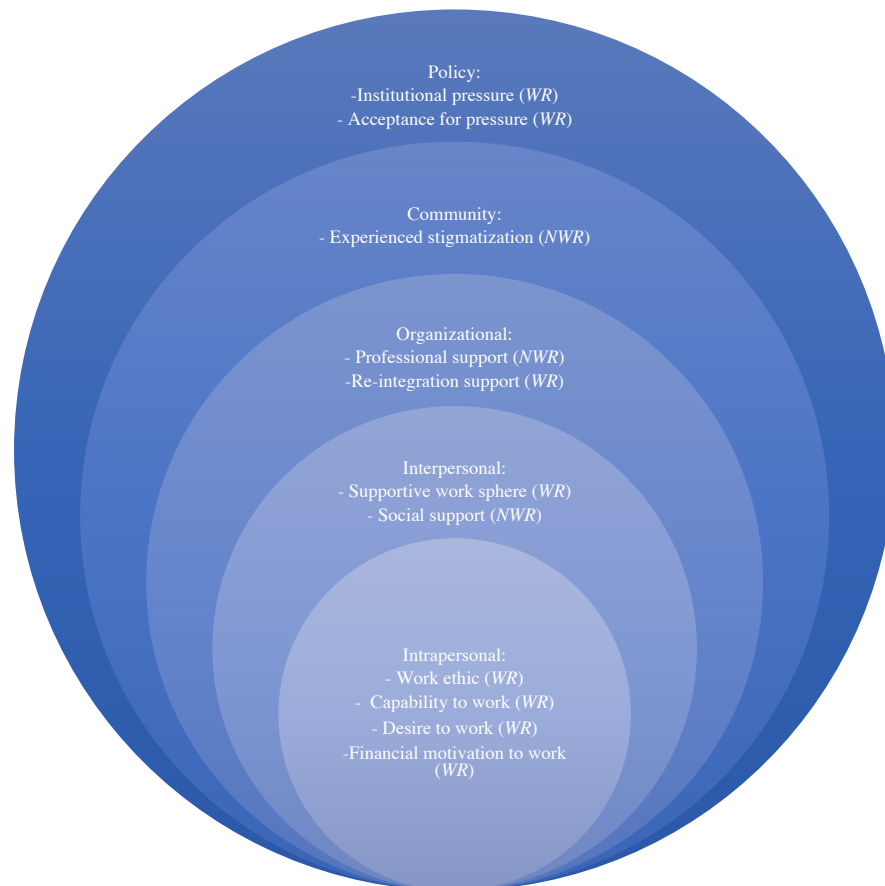 Policy:
-Institutional pressure (WR)
- Acceptance for pressure (WR)
Community:
- Experienced stigmatization (NWR)
Organizational:
- Professional support (NWR)
-Re-integration support (WR)
Interpersonal:
- Supportive work sphere (WR)
- Social support (NWR)
Intrapersonal:
- Work ethic (WR)
-  Capability to work (WR)
- Desire to work (WR)
-Financial motivation to work
(WR)